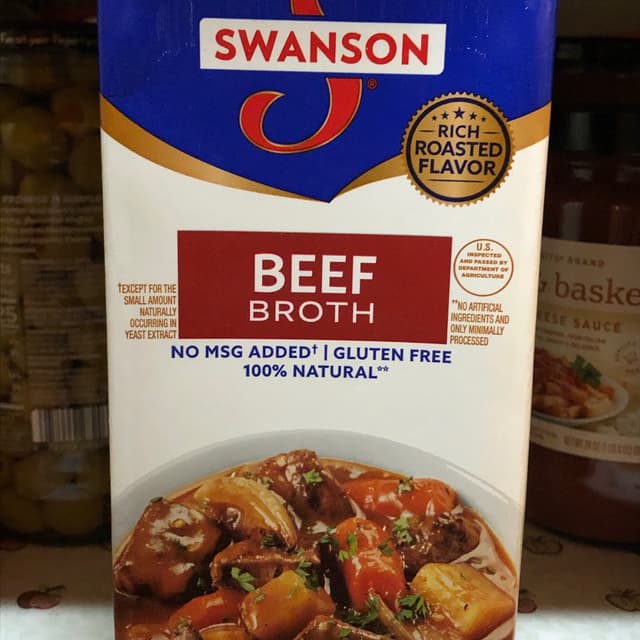 SWANSON
®
RICH
ROASTED
FLAVOR
BEEF
BROTH
U.S.
INSPECTED
AND PASSED BY
DEPARTMENT OF
AGRICULTURE
†EXCEPT FOR THE
SMALL AMOUNT
NATURALLY
OCCURRING IN
YEAST EXTRACT
**NO ARTIFICIAL
INGREDIENTS AND
ONLY MINIMALLY
PROCESSED
NO MSG ADDED† | GLUTEN FREE
100% NATURAL**
BRAND
baske
SAUCE